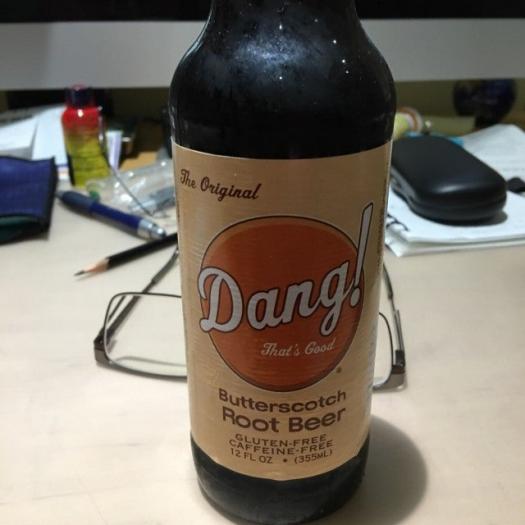 The Original
Dang!
That's Good
Butterscotch
Root Beer
GLUTEN-FREE
CAFFEINE-FREE
12 FL OZ • (355ML)